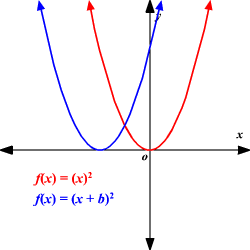 y
x
o
f(x) = (x)²
f(x) = (x + b)²